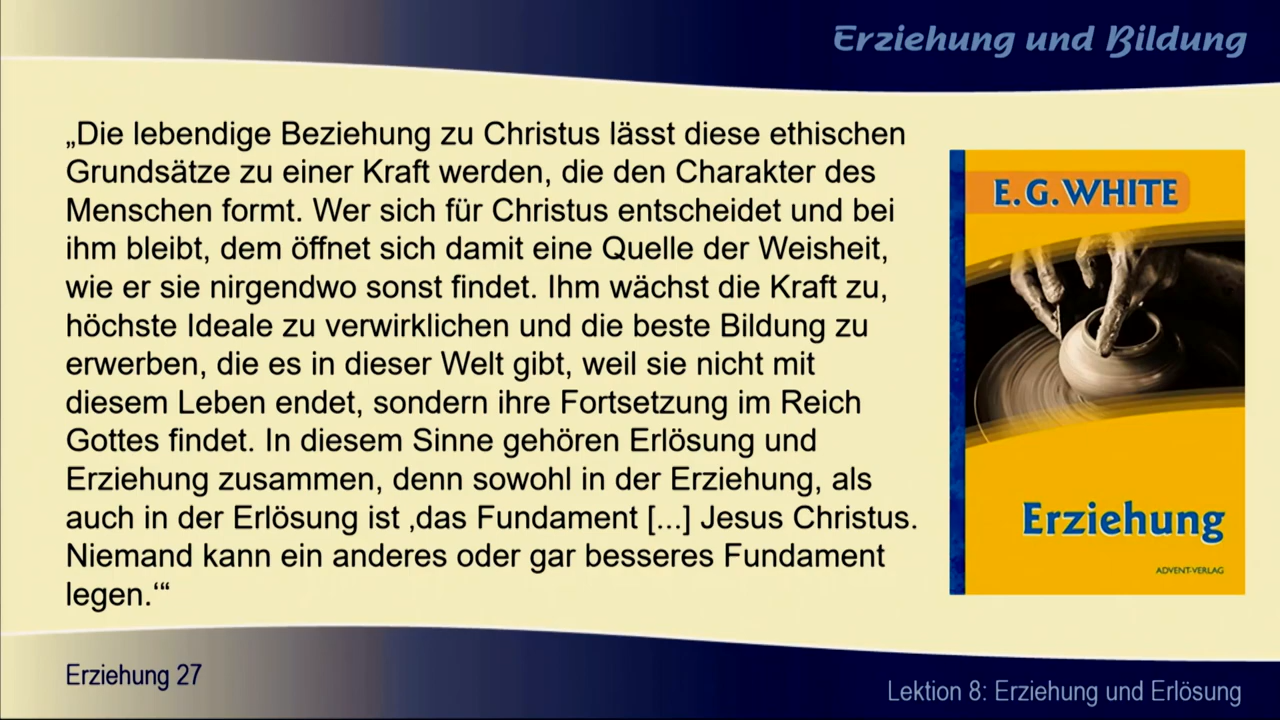 Erziehung und Bildung
„Die lebendige Beziehung zu Christus lässt diese ethischen
Grundsätze zu einer Kraft werden, die den Charakter des
Menschen formt. Wer sich für Christus entscheidet und bei
ihm bleibt, dem öffnet sich damit eine Quelle der Weisheit,
wie er sie nirgendwo sonst findet. Ihm wächst die Kraft zu,
höchste Ideale zu verwirklichen und die beste Bildung zu
erwerben, die es in dieser Welt gibt, weil sie nicht mit
diesem Leben endet, sondern ihre Fortsetzung im Reich
Gottes findet. In diesem Sinne gehören Erlösung und
Erziehung zusammen, denn sowohl in der Erziehung, als
auch in der Erlösung ist ‚das Fundament [...] Jesus Christus.
Niemand kann ein anderes oder gar besseres Fundament
legen.‘“
E.G.WHITE
Erziehung
ADVENT-VERLAG
Erziehung 27
Lektion 8: Erziehung und Erlösung